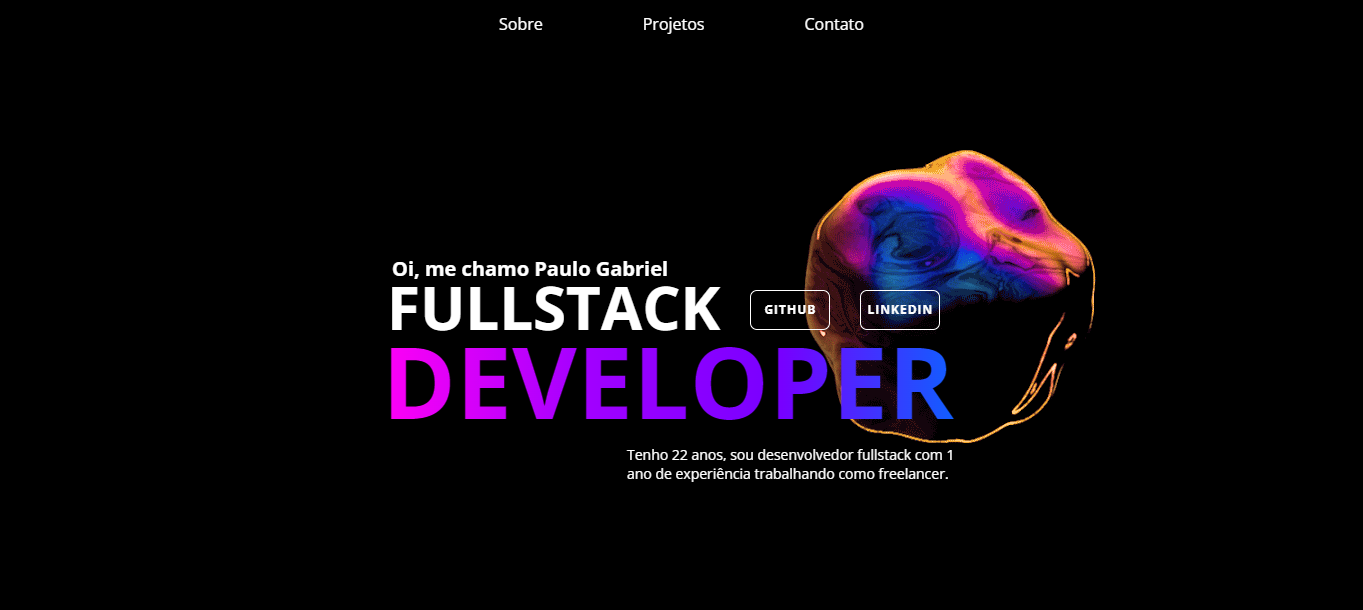 Sobre Projetos Contato
Oi, me chamo Paulo Gabriel
FULLSTACK GITHUB LINKEDIN
DEVELOPER
Tenho 22 anos, sou desenvolvedor fullstack com 1
ano de experiência trabalhando como freelancer.